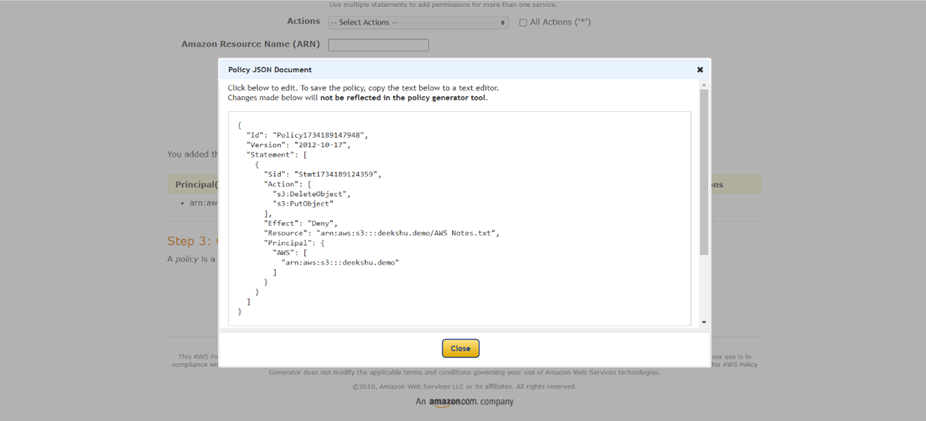 Use multiple statements to add permissions for more than one service.
Actions -- Select Actions -- All Actions ('*')
Amazon Resource Name (ARN)
Policy JSON Document
Click below to edit. To save the policy, copy the text below to a text editor.
Changes made below will not be reflected in the policy generator tool.
{
"Id": "Policy1734189147948",
"Version": "2012-10-17",
"Statement": [
{
"Sid": "Stmt1734189124359",
"Action": [
"s3:DeleteObject",
"s3:PutObject"
],
"Effect": "Deny",
"Resource": "arn:aws:s3:::deekshu.demo/AWS Notes.txt",
"Principal": {
"AWS": [
"arn:aws:s3:::deekshu.demo"
]
}
}
]
}
Close
You added th
Principal(
ons
• arn:aw
Step 3:
A policy is a
This AWS Po
our use is in
compliance wi
his AWS Policy
Generator does not modify the applicable terms and conditions governing your use of Amazon Web Services technologies.
©2010, Amazon Web Services LLC or its affiliates. All rights reserved.
An amazon.com company